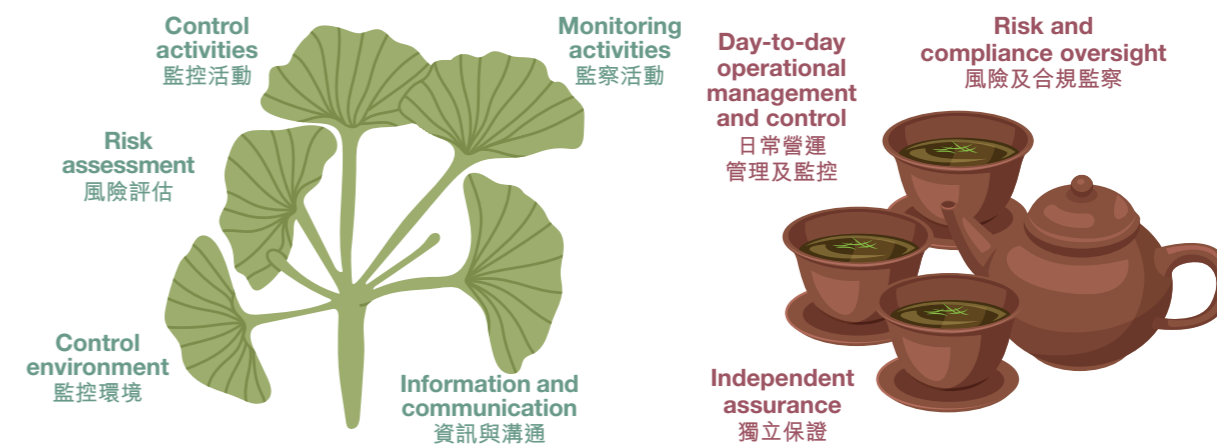 Control
activities
監控活動
Monitoring
activities
監察活動
Risk
assessment
風險評估
Control
environment
監控環境
Information and
communication
資訊與溝通
Day-to-day
operational
management
and control
日常營運
管理及監控
Risk and
compliance oversight
風險及合規監察
Independent
assurance
獨立保證